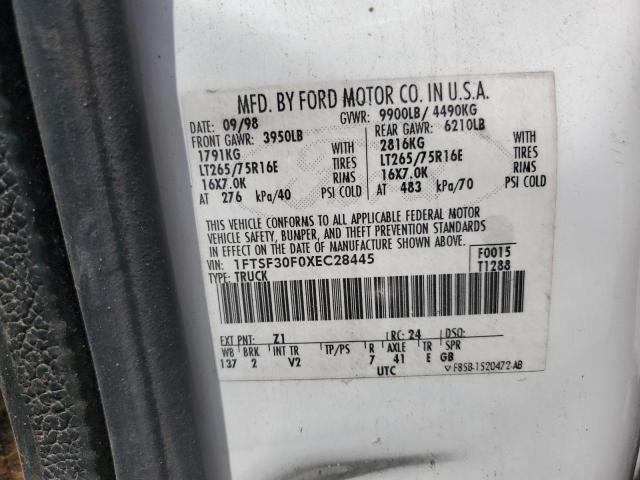 MFD. BY FORD MOTOR CO. IN U.S.A.
DATE: 09/98 GVWR: 9900LB/ 4490KG
FRONT GAWR: 3950LB REAR GAWR: 6210LB
1791KG WITH 2816KG WITH
LT265/75R16E TIRES LT265/75R16E TIRES
16X7.0K RIMS 16X7.0K RIMS
AT 276 kPa/40 PSI COLD AT 483 kPa/70 PSI COLD
THIS VEHICLE CONFORMS TO ALL APPLICABLE FEDERAL MOTOR
VEHICLE SAFETY, BUMPER, AND THEFT PREVENTION STANDARDS
IN EFFECT ON THE DATE OF MANUFACTURE SHOWN ABOVE.
VIN: 1FTSF30F0XEC28445 F0015
TYPE: TRUCK T1288
EXT PNT: Z1 RC: 24 DSO:
WB BRK INT TR TP/PS R AXLE TR SPR
137 2 V2 7 41 E GB
UTC F85B-1520472-AB